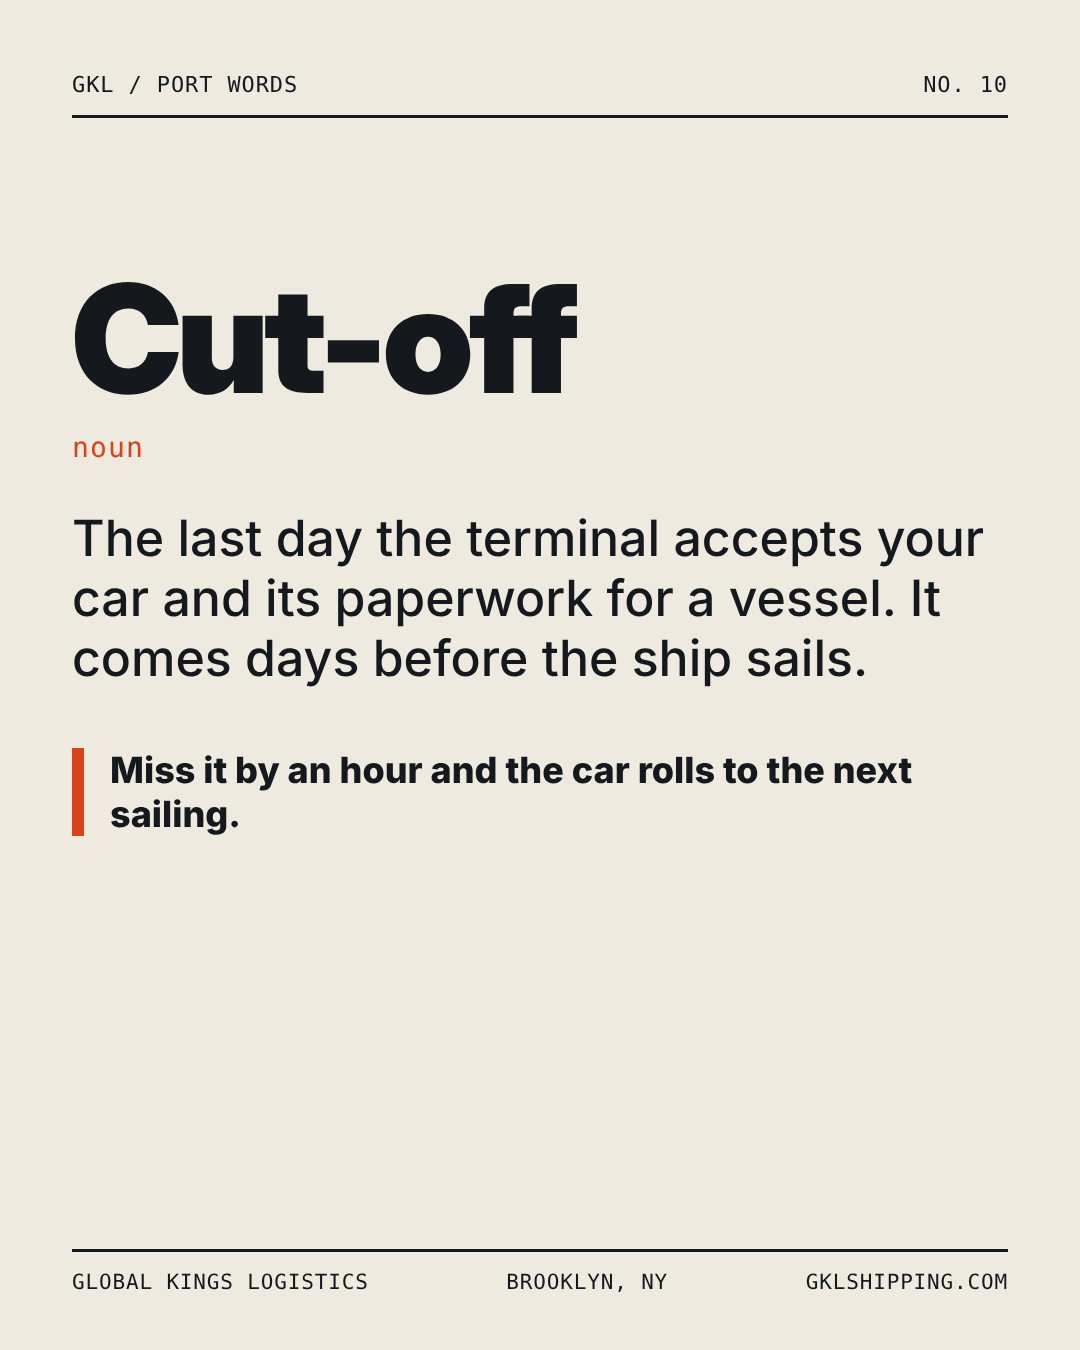 GKL / PORT WORDS
NO. 10
Cut-off
noun
The last day the terminal accepts your
car and its paperwork for a vessel. It
comes days before the ship sails.
Miss it by an hour and the car rolls to the next
sailing.
GLOBAL KINGS LOGISTICS
BROOKLYN, NY
GKLSHIPPING.COM